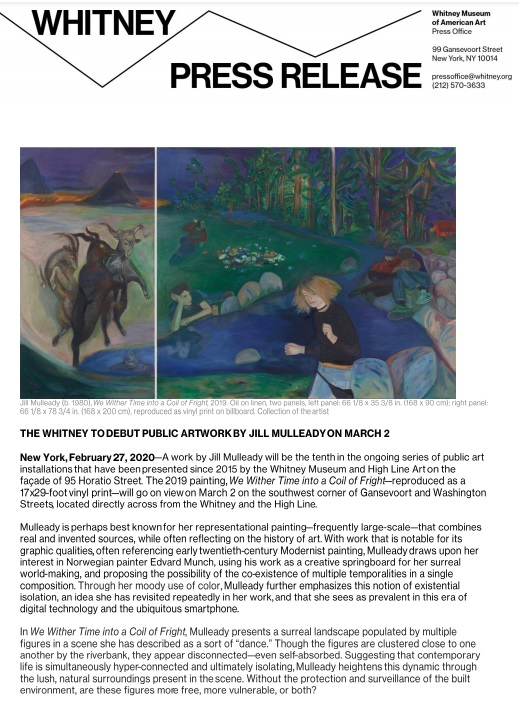 WHITNEY
PRESS RELEASE
Whitney Museum
of American Art
Press Office
99 Gansevoort Street
New York, NY 10014
pressoffice@whitney.org
(212) 570-3633
Jill Mulleady (b. 1980), We Wither Time into a Coil of Fright, 2019. Oil on linen, two panels, left panel: 66 1/8 x 35 3/8 in. (168 x 90 cm); right panel:
66 1/8 x 78 3/4 in. (168 x 200 cm), reproduced as vinyl print on billboard. Collection of the artist
THE WHITNEY TO DEBUT PUBLIC ARTWORK BY JILL MULLEADY ON MARCH 2
New York, February 27, 2020—A work by Jill Mulleady will be the tenth in the ongoing series of public art
installations that have been presented since 2015 by the Whitney Museum and High Line Art on the
façade of 95 Horatio Street. The 2019 painting, We Wither Time into a Coil of Fright—reproduced as a
17x29-foot vinyl print—will go on view on March 2 on the southwest corner of Gansevoort and Washington
Streets, located directly across from the Whitney and the High Line.
Mulleady is perhaps best known for her representational painting—frequently large-scale—that combines
real and invented sources, while often reflecting on the history of art. With work that is notable for its
graphic qualities, often referencing early twentieth-century Modernist painting, Mulleady draws upon her
interest in Norwegian painter Edvard Munch, using his work as a creative springboard for her surreal
world-making, and proposing the possibility of the co-existence of multiple temporalities in a single
composition. Through her moody use of color, Mulleady further emphasizes this notion of existential
isolation, an idea she has revisited repeatedly in her work, and that she sees as prevalent in this era of
digital technology and the ubiquitous smartphone.
In We Wither Time into a Coil of Fright, Mulleady presents a surreal landscape populated by multiple
figures in a scene she has described as a sort of “dance.” Though the figures are clustered close to one
another by the riverbank, they appear disconnected—even self-absorbed. Suggesting that contemporary
life is simultaneously hyper-connected and ultimately isolating, Mulleady heightens this dynamic through
the lush, natural surroundings present in the scene. Without the protection and surveillance of the built
environment, are these figures more free, more vulnerable, or both?